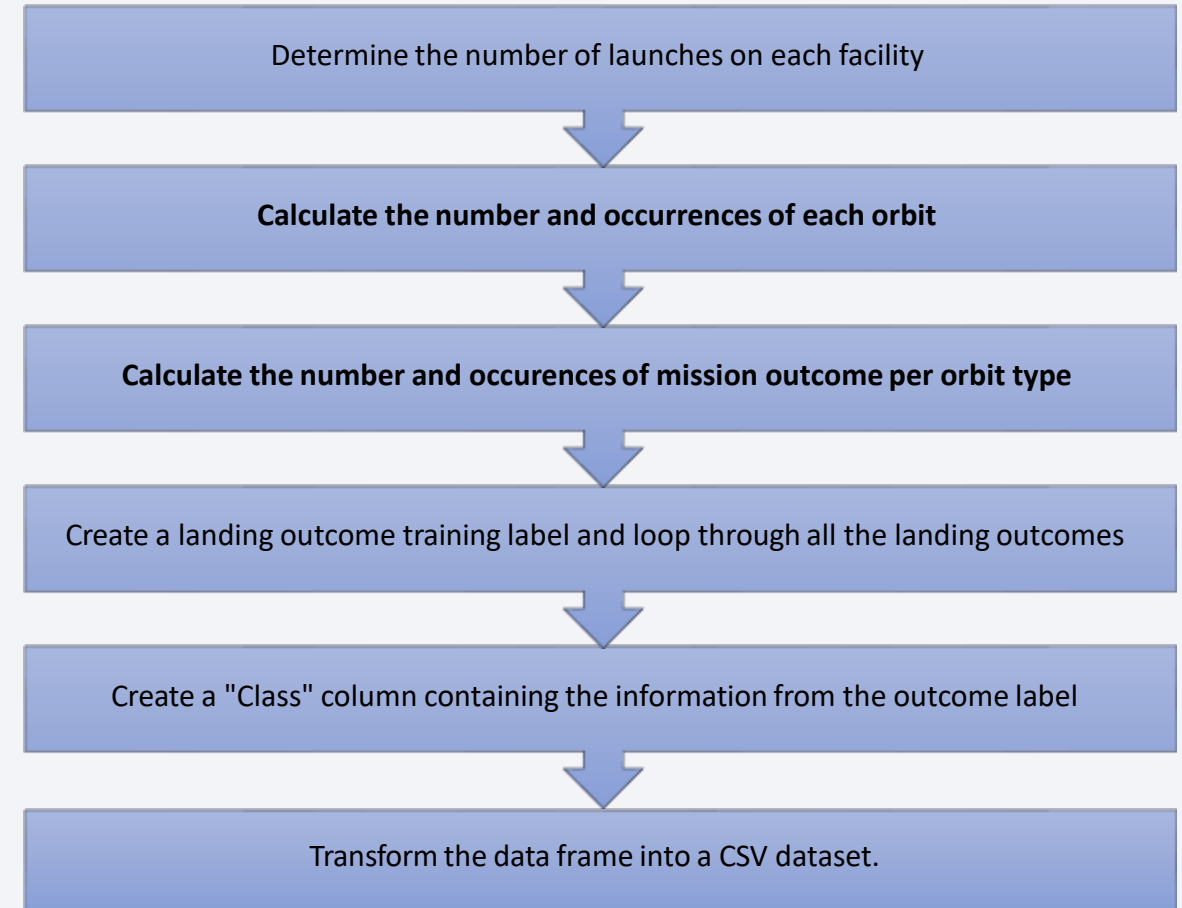 Determine the number of launches on each facility
Calculate the number and occurrences of each orbit
Calculate the number and occurences of mission outcome per orbit type
Create a landing outcome training label and loop through all the landing outcomes
Create a "Class" column containing the information from the outcome label
Transform the data frame into a CSV dataset.